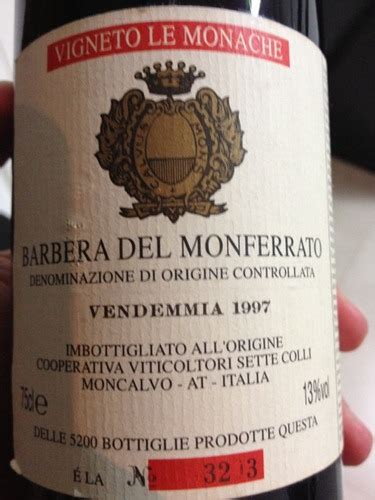 VIGNETO LE MONACHE
BARBERA DEL MONFERRATO
DENOMINAZIONE DI ORIGINE CONTROLLATA
VENDEMMIA 1997
IMBOTTIGLIATO ALL'ORIGINE
COOPERATIVA VITICOLTORI SETTE COLLI
MONCALVO - AT - ITALIA
75cl e 13%vol
DELLE 5200 BOTTIGLIE PRODOTTE QUESTA
É LA No